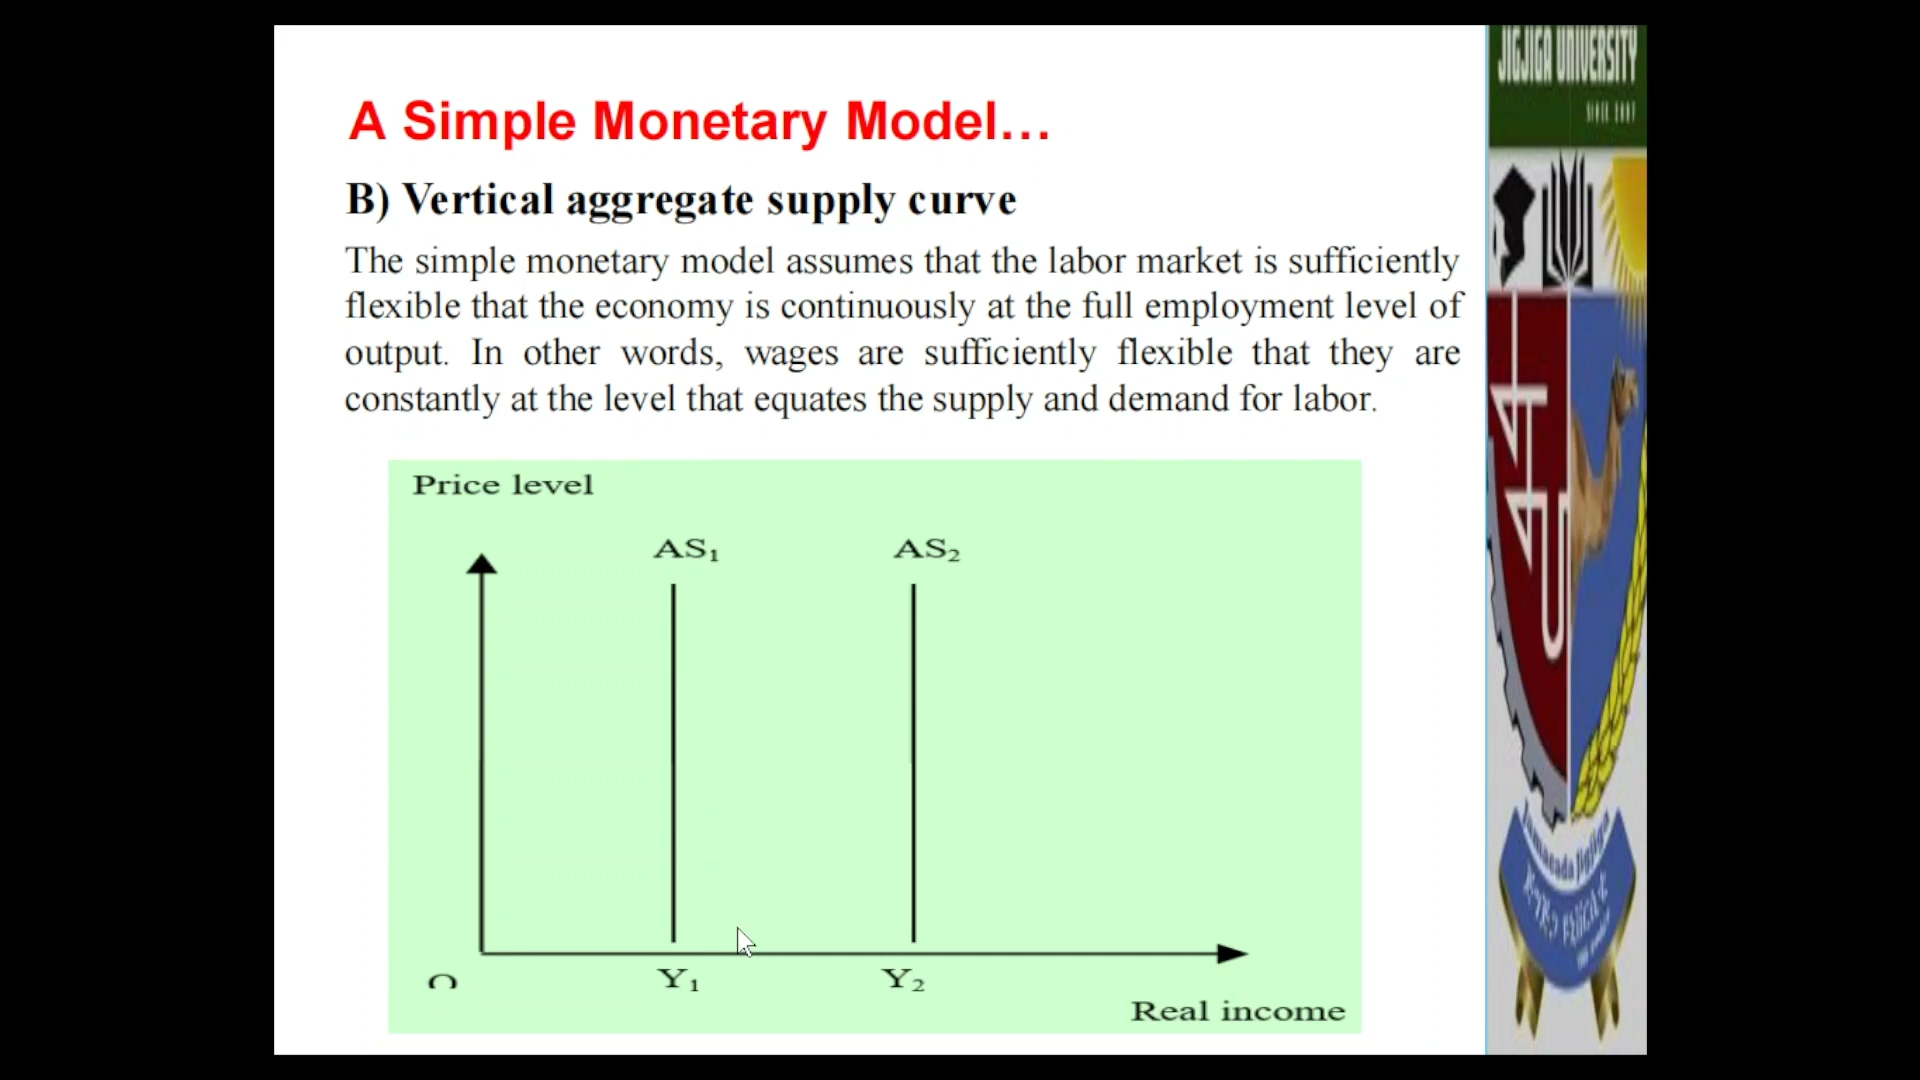 JIGJIGA UNIVERSITY
A Simple Monetary Model...
B) Vertical aggregate supply curve
The simple monetary model assumes that the labor market is sufficiently
flexible that the economy is continuously at the full employment level of
output. In other words, wages are sufficiently flexible that they are
constantly at the level that equates the supply and demand for labor.
Price level
AS₁ AS₂
Y₁ Y₂
Real income